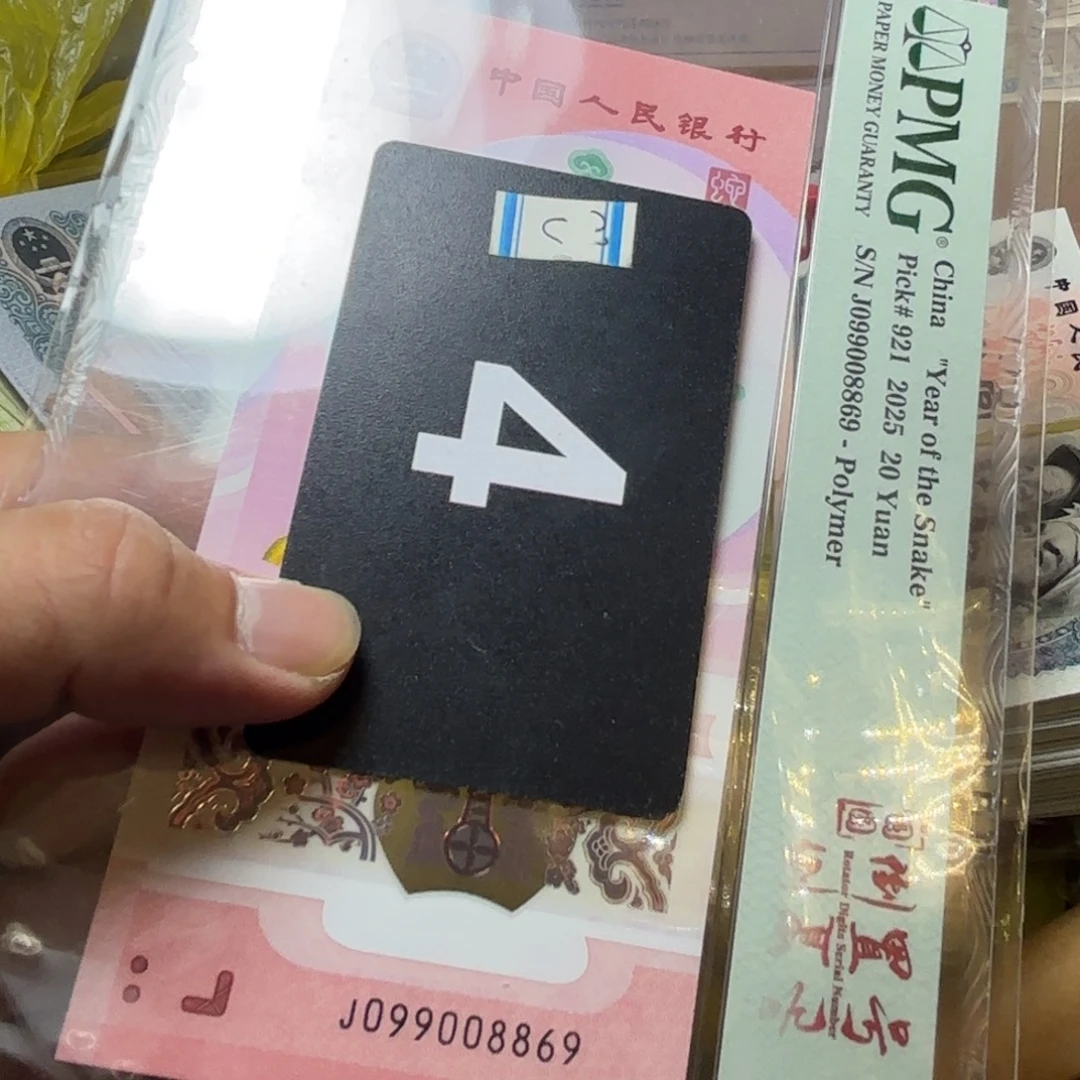 中国人民银行
4
J099008869
PMG®
PAPER MONEY GUARANTY
China "Year of the Snake"
Pick# 921 2025 20 Yuan
S/N J099008869 - Polymer
Rotator Digits Serial Number